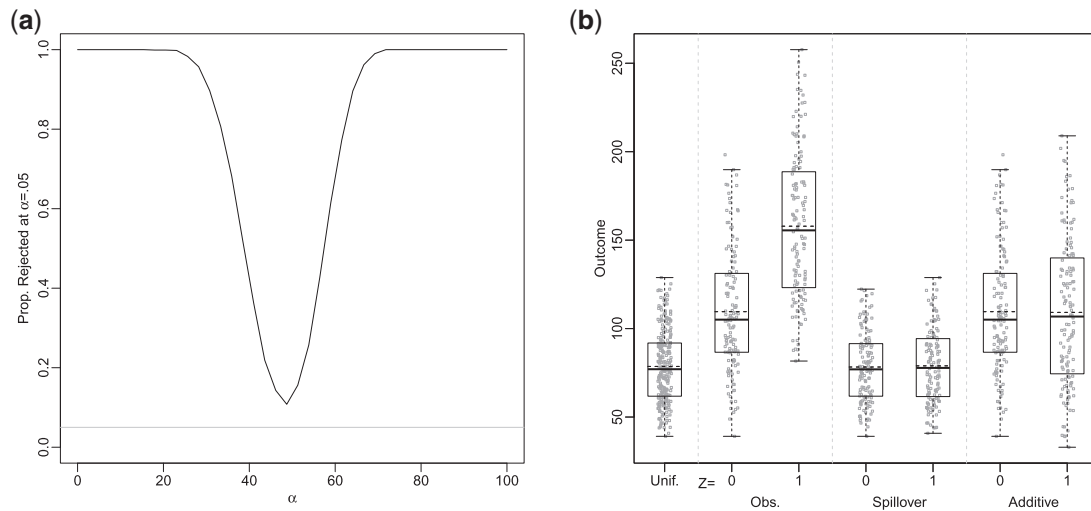 (a)
Prop. Rejected at α=.05
1.0
0.8
0.6
0.4
0.2
0.0
0 20 40 60 80 100
α
(b)
Outcome
250
200
150
100
50
Unif. Z= 0 1 0 1 0 1
Obs. Spillover Additive